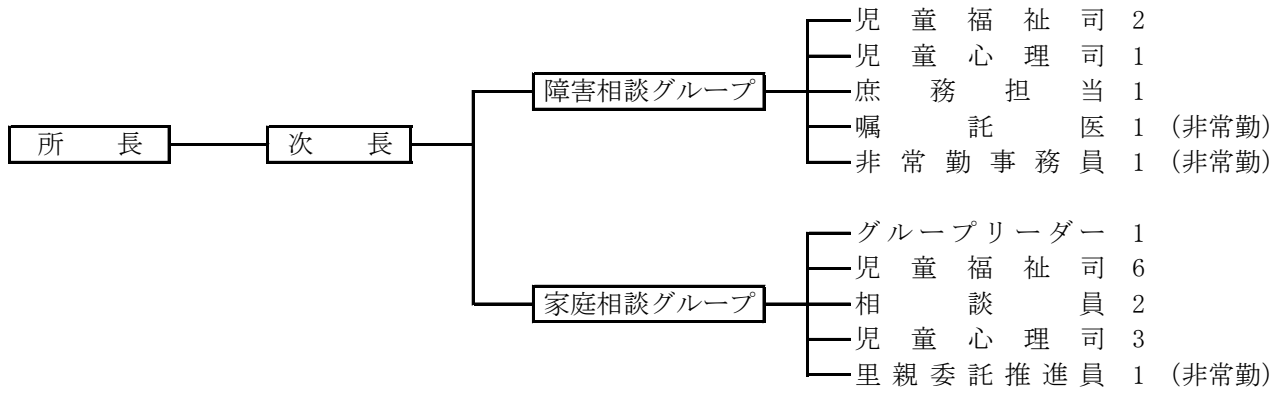 児童福祉司 2
児童心理司 1
障害相談グループ 庶務担当 1
嘱託医 1 (非常勤)
所長 次長
非常勤事務員 1 (非常勤)
グループリーダー 1
児童福祉司 6
家庭相談グループ 相談員 2
児童心理司 3
里親委託推進員 1 (非常勤)